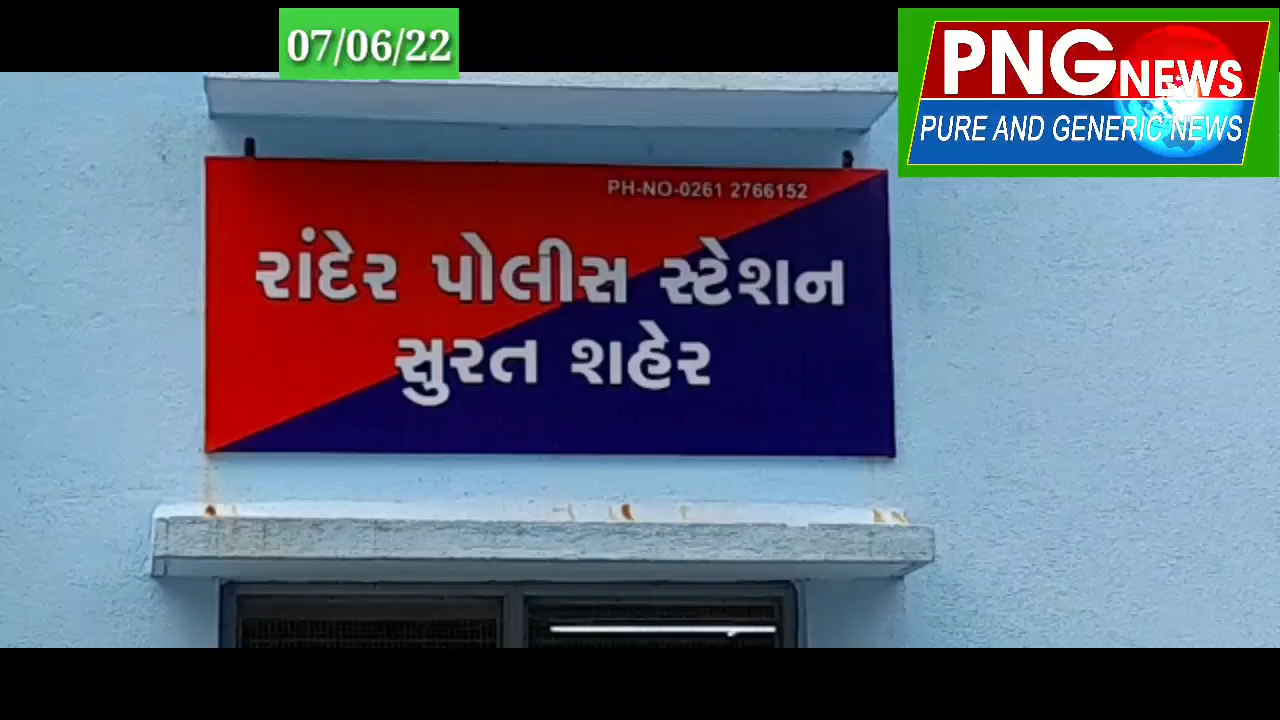 07/06/22
PNG NEWS
PURE AND GENERIC NEWS
PH-NO-0261 2766152
રાંદેર પોલીસ સ્ટેશન
સુરત શહેર